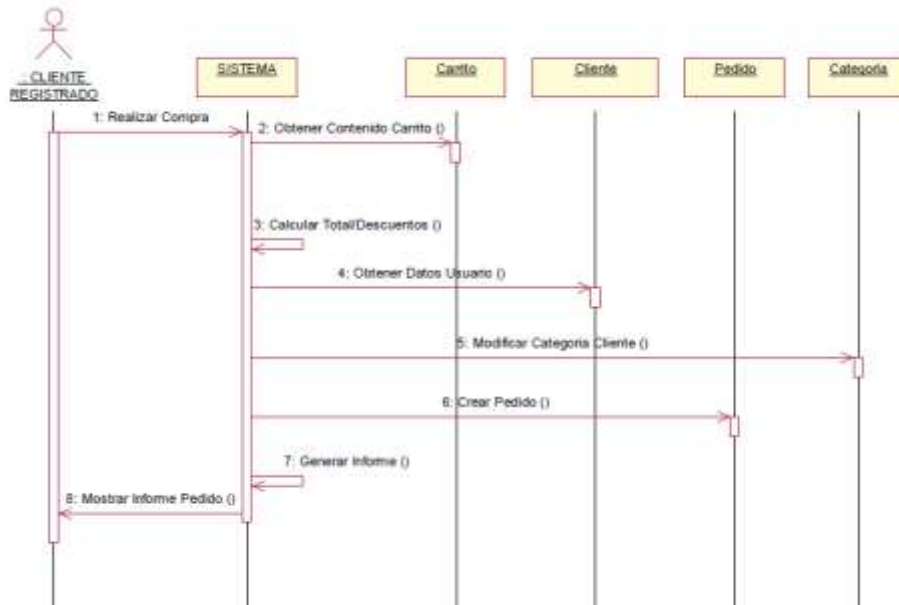 : CLIENTE
REGISTRADO
SISTEMA
Carrito
Cliente
Pedido
Categoria
1: Realizar Compra
2: Obtener Contenido Carrito ()
3: Calcular Total/Descuentos ()
4: Obtener Datos Usuario ()
5: Modificar Categoria Cliente ()
6: Crear Pedido ()
7: Generar Informe ()
8: Mostrar Informe Pedido ()